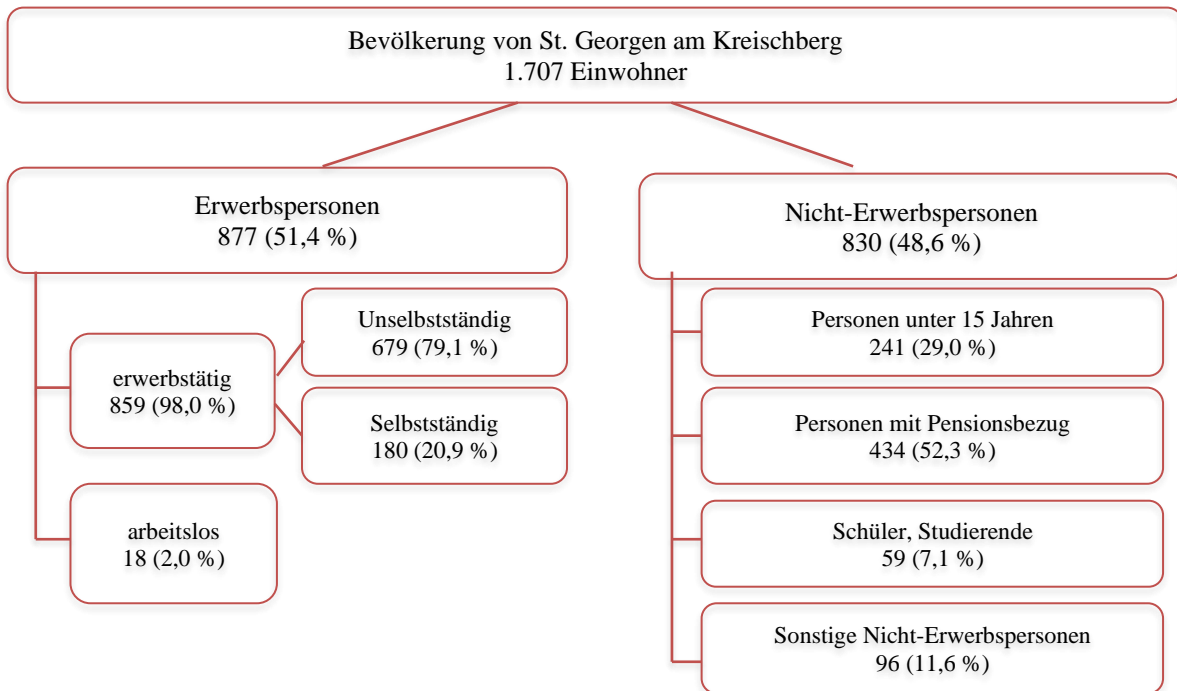 Bevölkerung von St. Georgen am Kreischberg
1.707 Einwohner
Erwerbspersonen
877 (51,4 %)
erwerbstätig
859 (98,0 %)
Unselbstständig
679 (79,1 %)
Selbstständig
180 (20,9 %)
arbeitslos
18 (2,0 %)
Nicht-Erwerbspersonen
830 (48,6 %)
Personen unter 15 Jahren
241 (29,0 %)
Personen mit Pensionsbezug
434 (52,3 %)
Schüler, Studierende
59 (7,1 %)
Sonstige Nicht-Erwerbspersonen
96 (11,6 %)